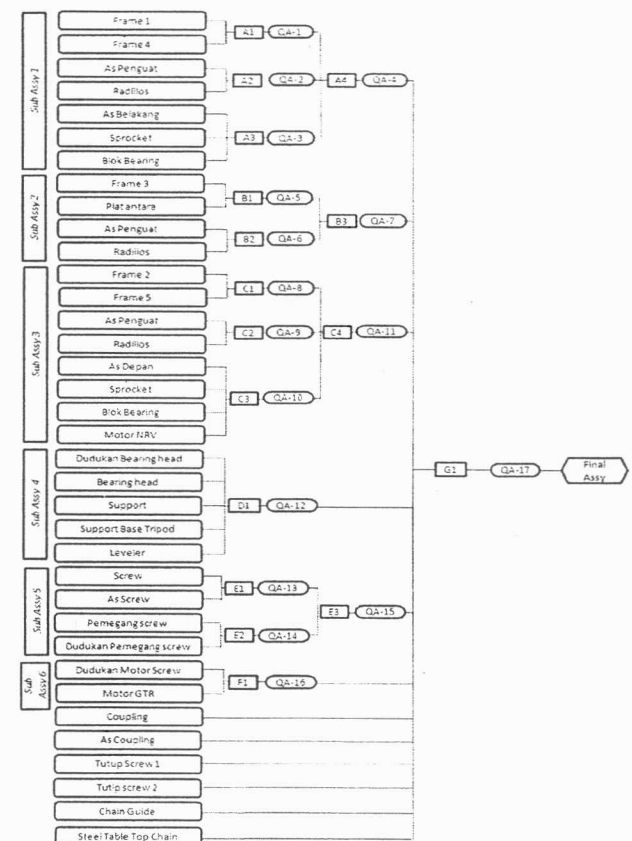 Sub Assy 1
Frame 1
Frame 4
A1
QA-1
As Penguat
Radilos
A2
QA-2
A4
QA-4
As Belakang
Sprocket
Blok Bearing
A3
QA-3
Sub Assy 2
Frame 3
Plat antara
B1
QA-5
B3
QA-7
As Penguat
Radilos
B2
QA-6
Sub Assy 3
Frame 2
Frame 5
C1
QA-8
As Penguat
Radilos
C2
QA-9
C4
QA-11
As Depan
Sprocket
Blok Bearing
Motor NRV
C3
QA-10
Sub Assy 4
Dudukan Bearing head
Bearing head
Support
Support Base Tripod
Leveler
D1
QA-12
G1
QA-17
Final
Assy
Sub Assy 5
Screw
As Screw
E1
QA-13
E3
QA-15
Pemegang screw
Dudukan Pemegang screw
E2
QA-14
Sub
Assy 6
Dudukan Motor Screw
Motor GTR
F1
QA-16
Coupling
As Coupling
Tutup Screw 1
Tutip screw 2
Chain Guide
Steel Table Top Chain